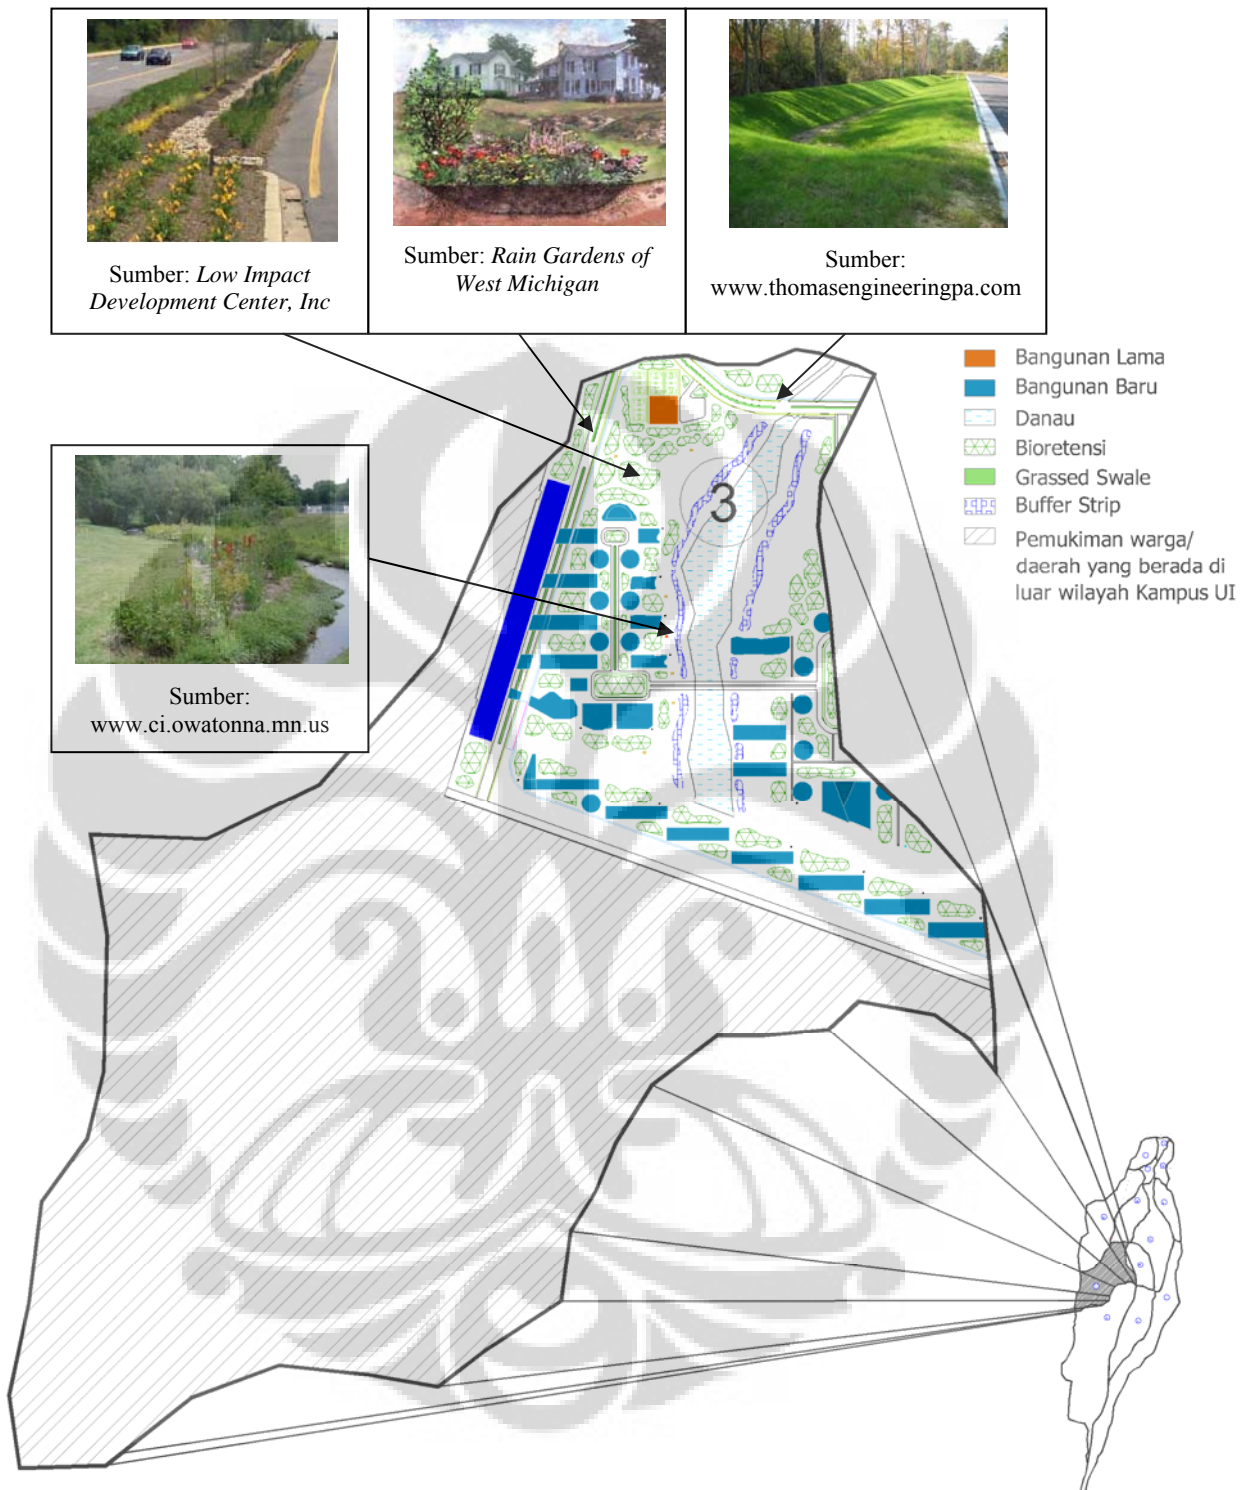 Sumber: Low Impact
Development Center, Inc
Sumber: Rain Gardens of
West Michigan
Sumber:
www.thomasengineeringpa.com
Bangunan Lama
Bangunan Baru
Danau
Bioretensi
Grassed Swale
Buffer Strip
Pemukiman warga/
daerah yang berada di
luar wilayah Kampus UI
3
Sumber:
www.ci.owatonna.mn.us